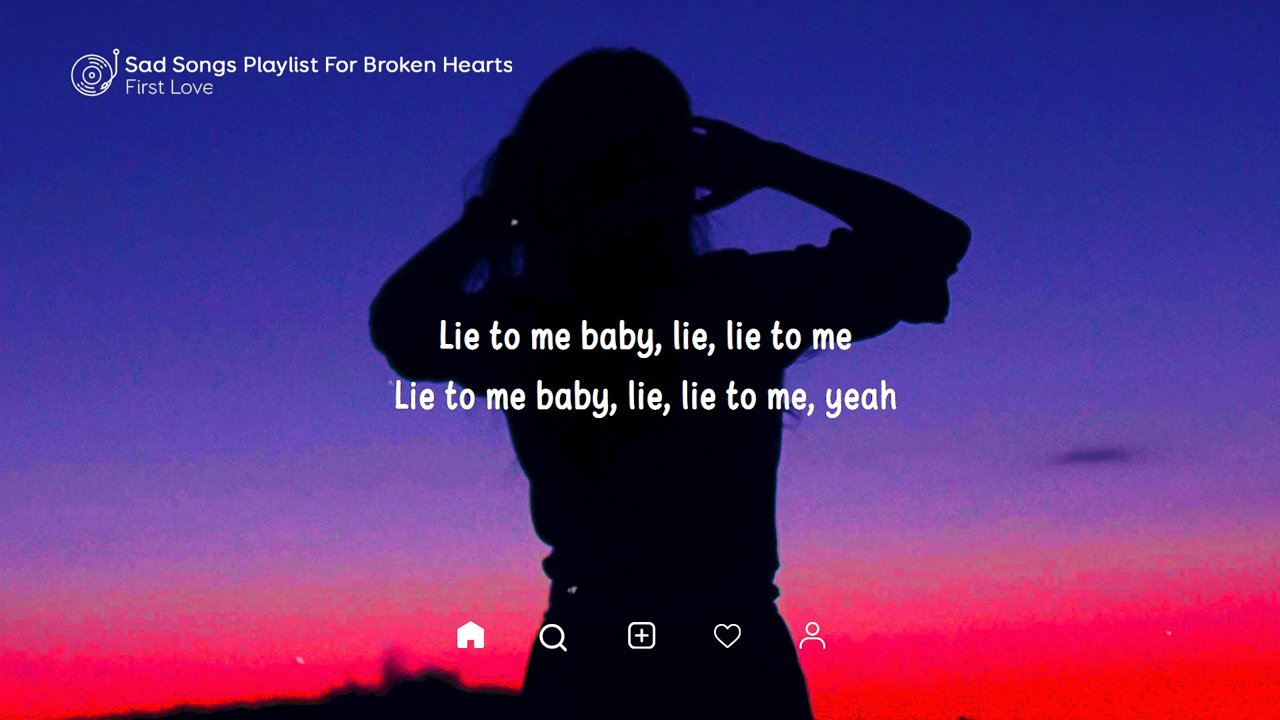 Sad Songs Playlist For Broken Hearts
First Love
Lie to me baby, lie, lie to me
Lie to me baby, lie, lie to me, yeah